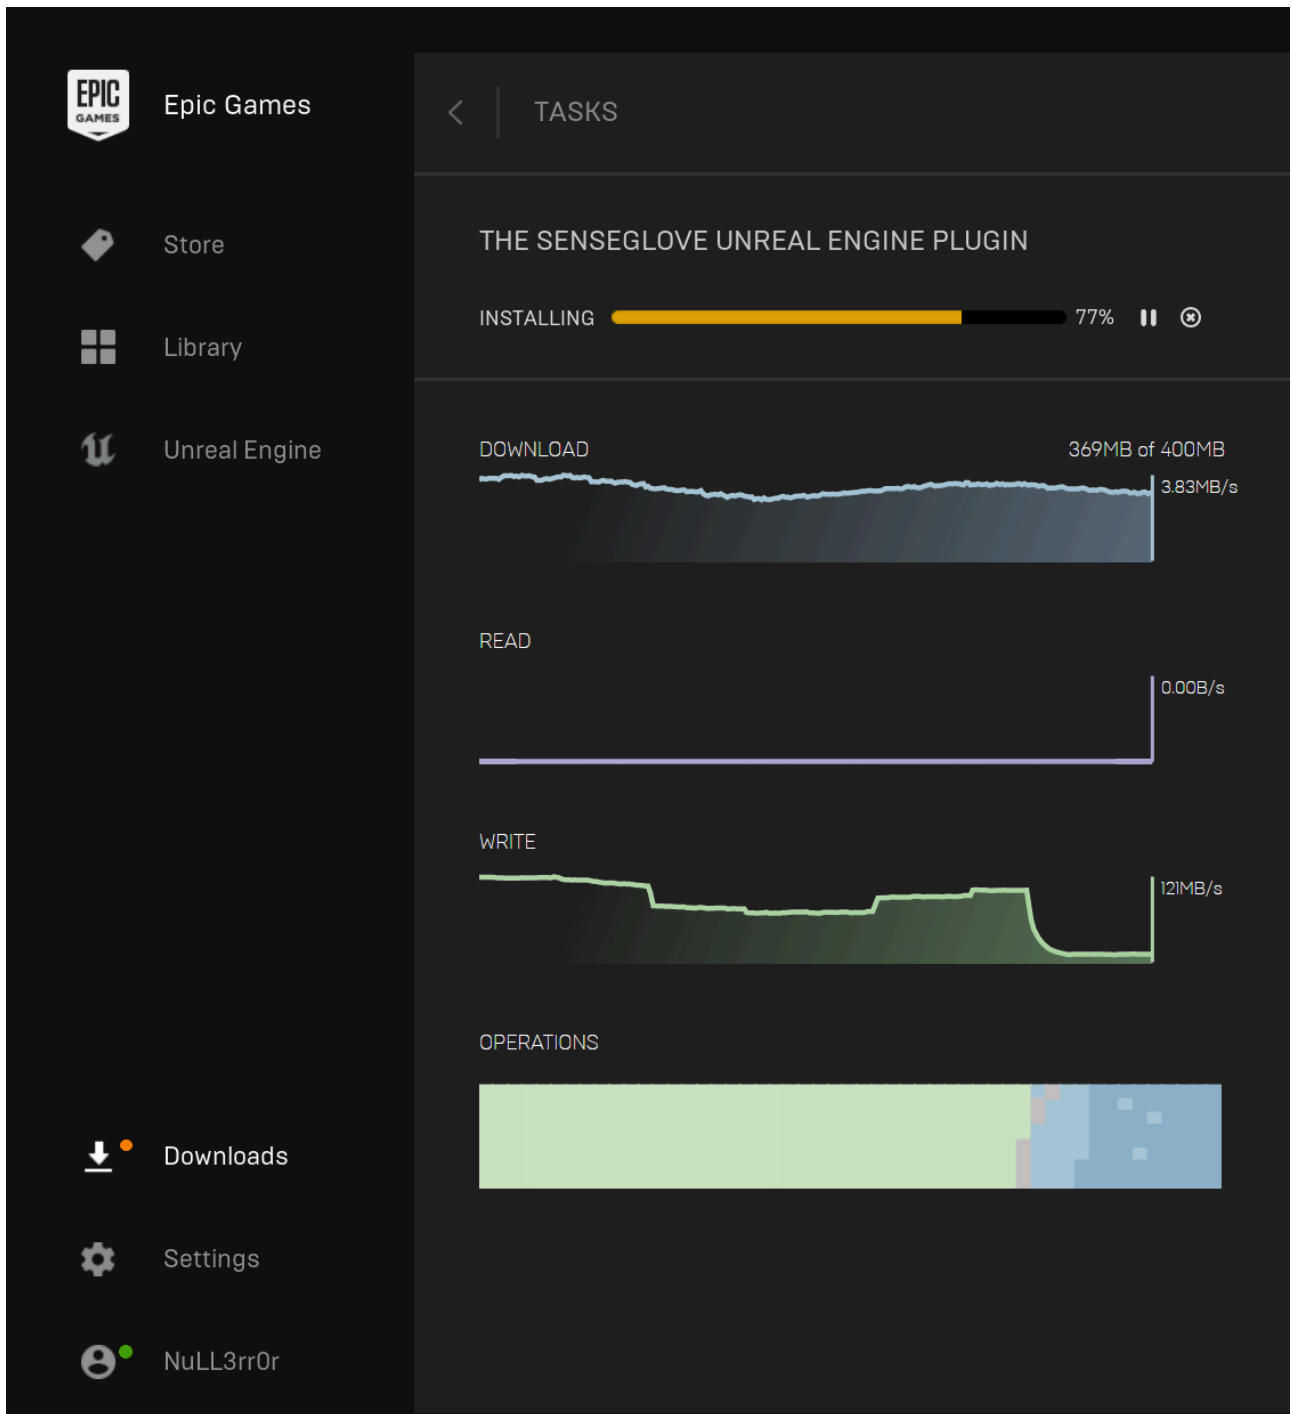 EPIC
GAMES
Epic Games
Store
Library
Unreal Engine
Downloads
Settings
NuLL3rr0r
TASKS
THE SENSEGLOVE UNREAL ENGINE PLUGIN
INSTALLING 77%
DOWNLOAD 369MB of 400MB
3.83MB/s
READ
0.00B/s
WRITE
121MB/s
OPERATIONS